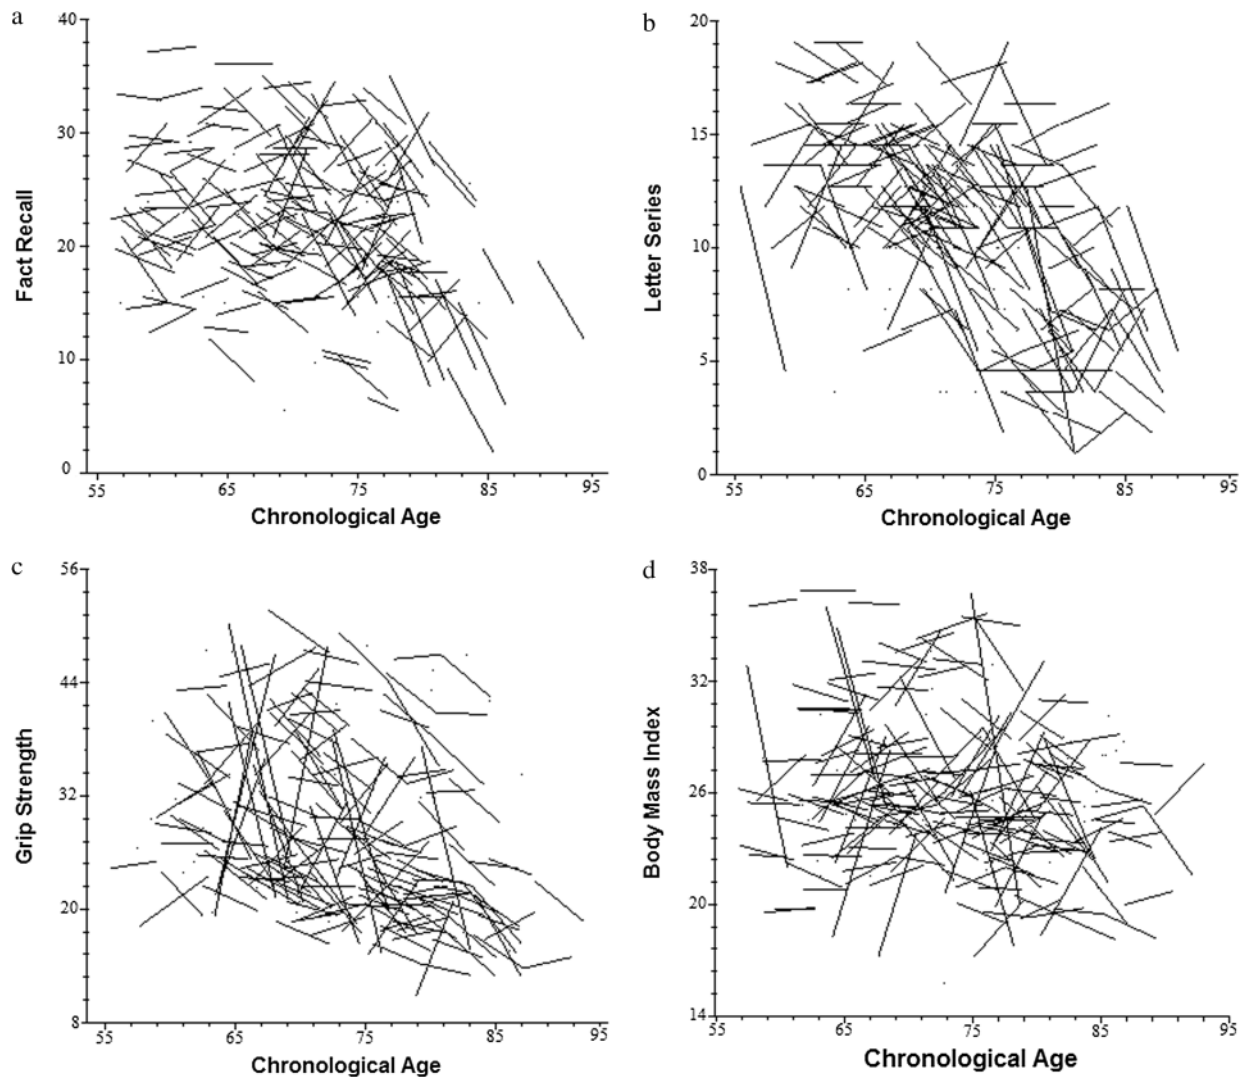 a
40
30
20
10
0
Fact Recall
55 65 75 85 95
Chronological Age
b
20
15
10
5
0
Letter Series
55 65 75 85 95
Chronological Age
c
56
44
32
20
8
Grip Strength
55 65 75 85 95
Chronological Age
d
38
32
26
20
14
Body Mass Index
55 65 75 85 95
Chronological Age